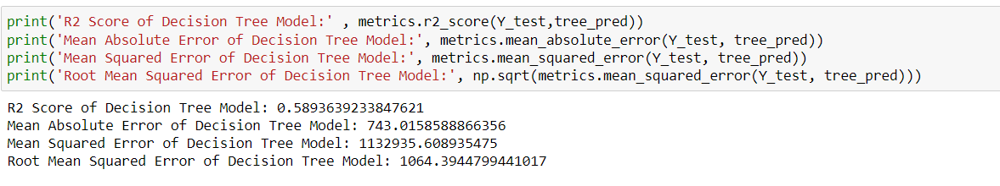 print('R2 Score of Decision Tree Model:' , metrics.r2_score(Y_test,tree_pred))
print('Mean Absolute Error of Decision Tree Model:', metrics.mean_absolute_error(Y_test, tree_pred))
print('Mean Squared Error of Decision Tree Model:', metrics.mean_squared_error(Y_test, tree_pred))
print('Root Mean Squared Error of Decision Tree Model:', np.sqrt(metrics.mean_squared_error(Y_test, tree_pred)))
R2 Score of Decision Tree Model: 0.5893639233847621
Mean Absolute Error of Decision Tree Model: 743.0158588866356
Mean Squared Error of Decision Tree Model: 1132935.608935475
Root Mean Squared Error of Decision Tree Model: 1064.3944799441017